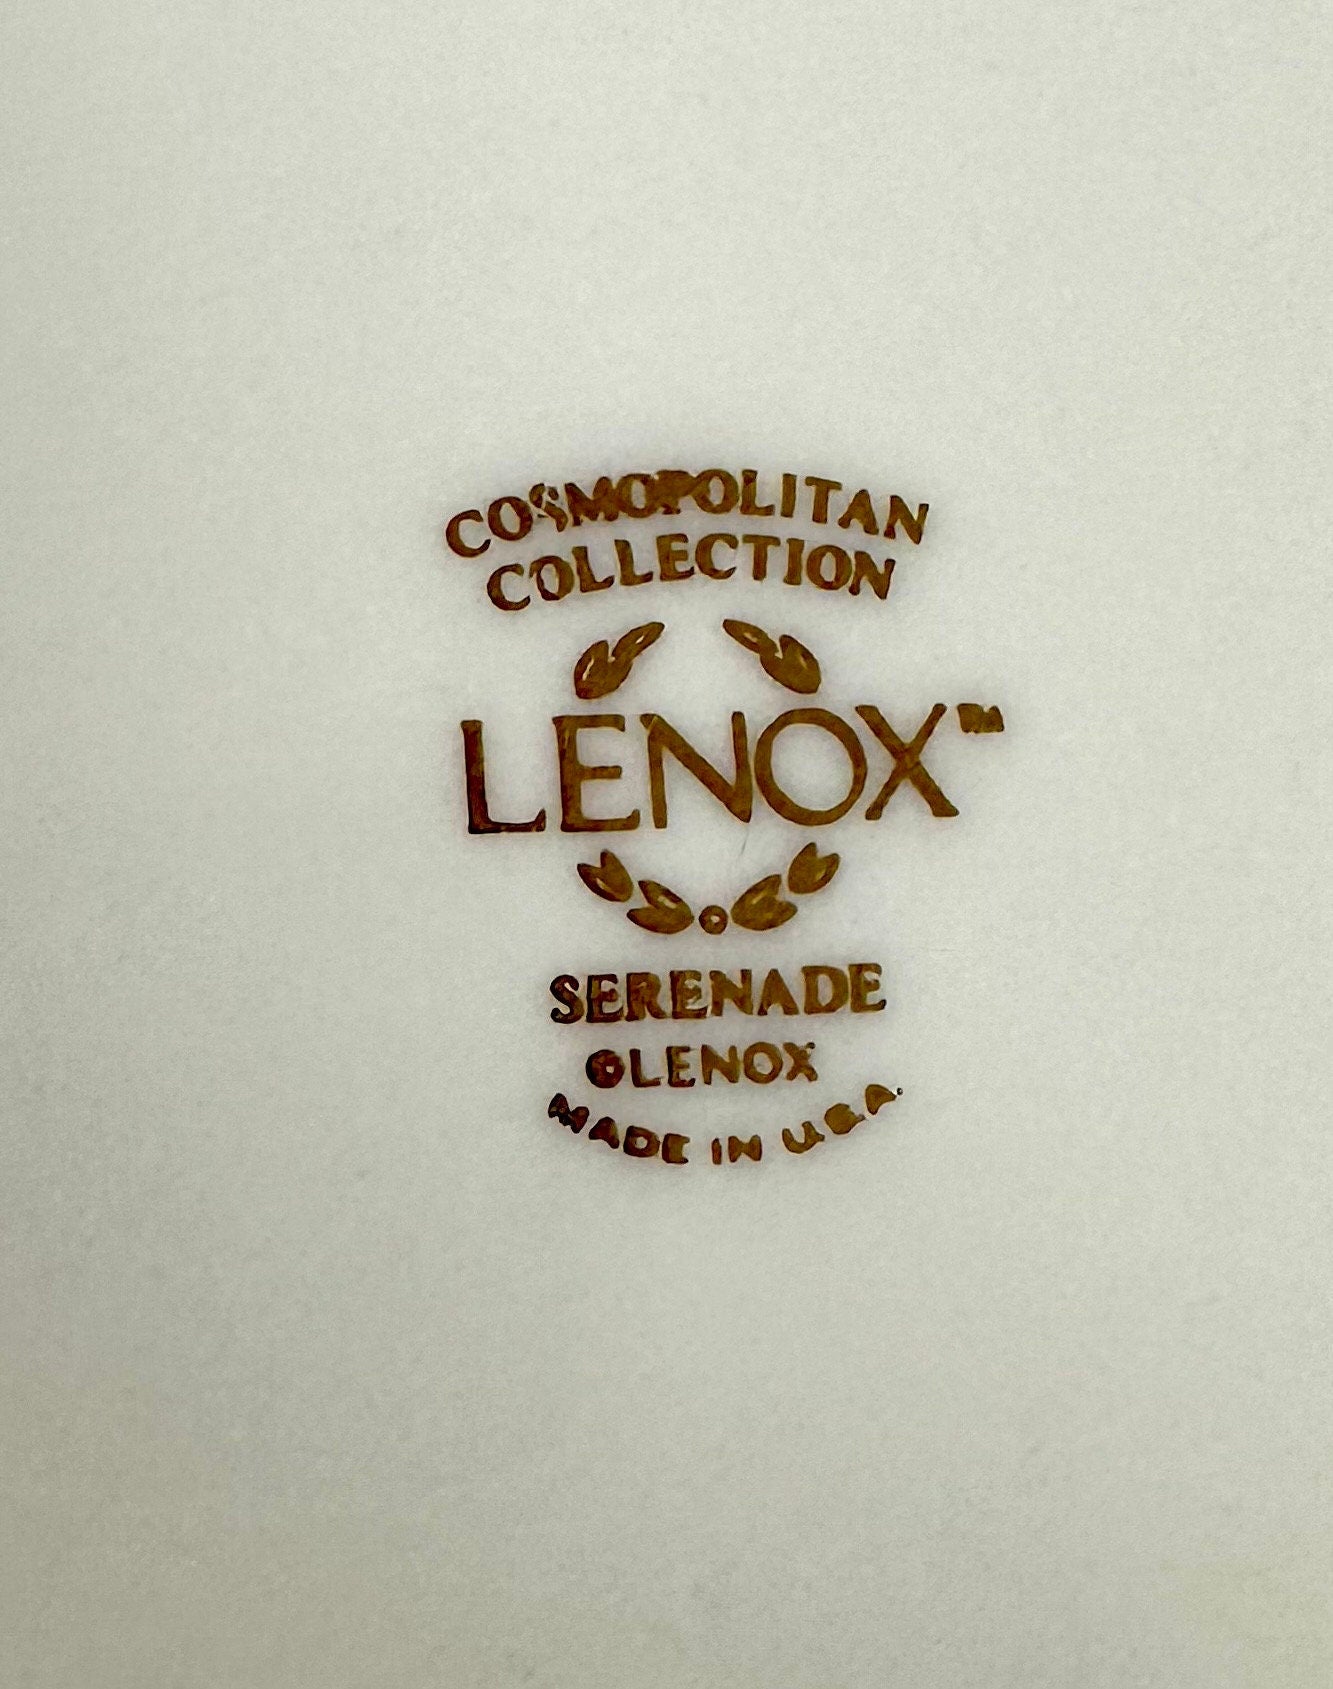 COSMOPOLITAN
COLLECTION
LENOX™
SERENADE
©LENOX
MADE IN U.S.A.